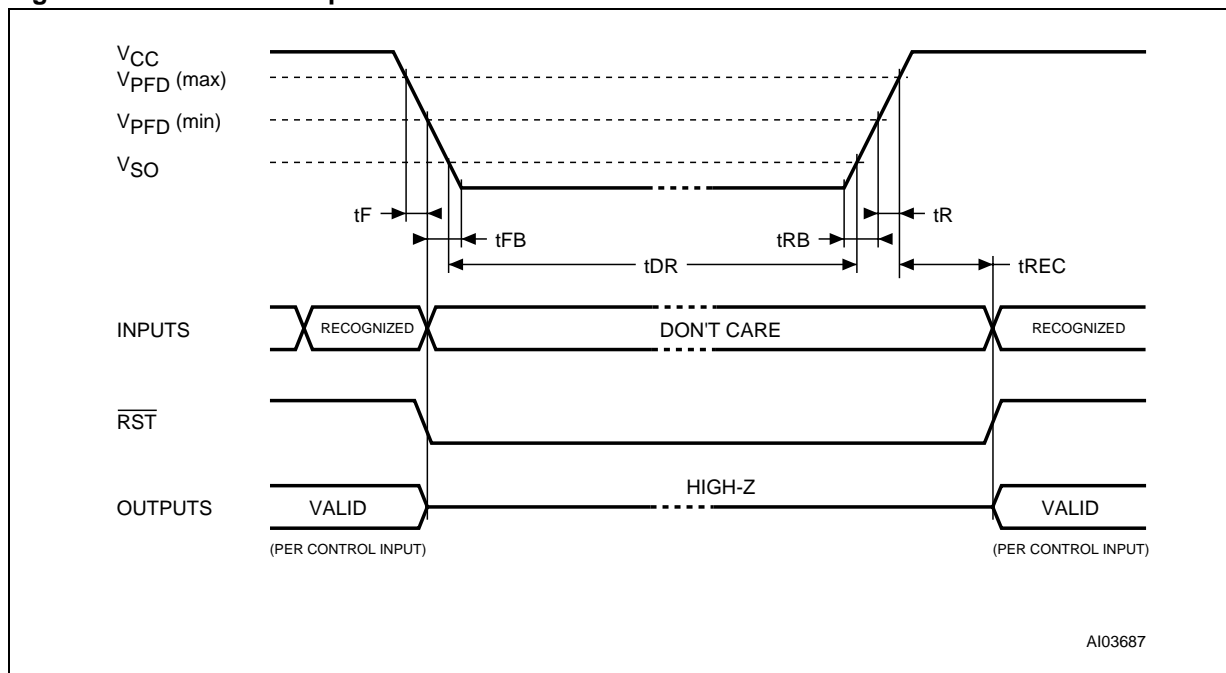 VCC
VPFD (max)
VPFD (min)
VSO
tF
tFB
tDR
tRB
tR
tREC
INPUTS
RECOGNIZED
DON'T CARE
RECOGNIZED
RST
HIGH-Z
OUTPUTS
VALID
VALID
(PER CONTROL INPUT)
(PER CONTROL INPUT)
AI03687